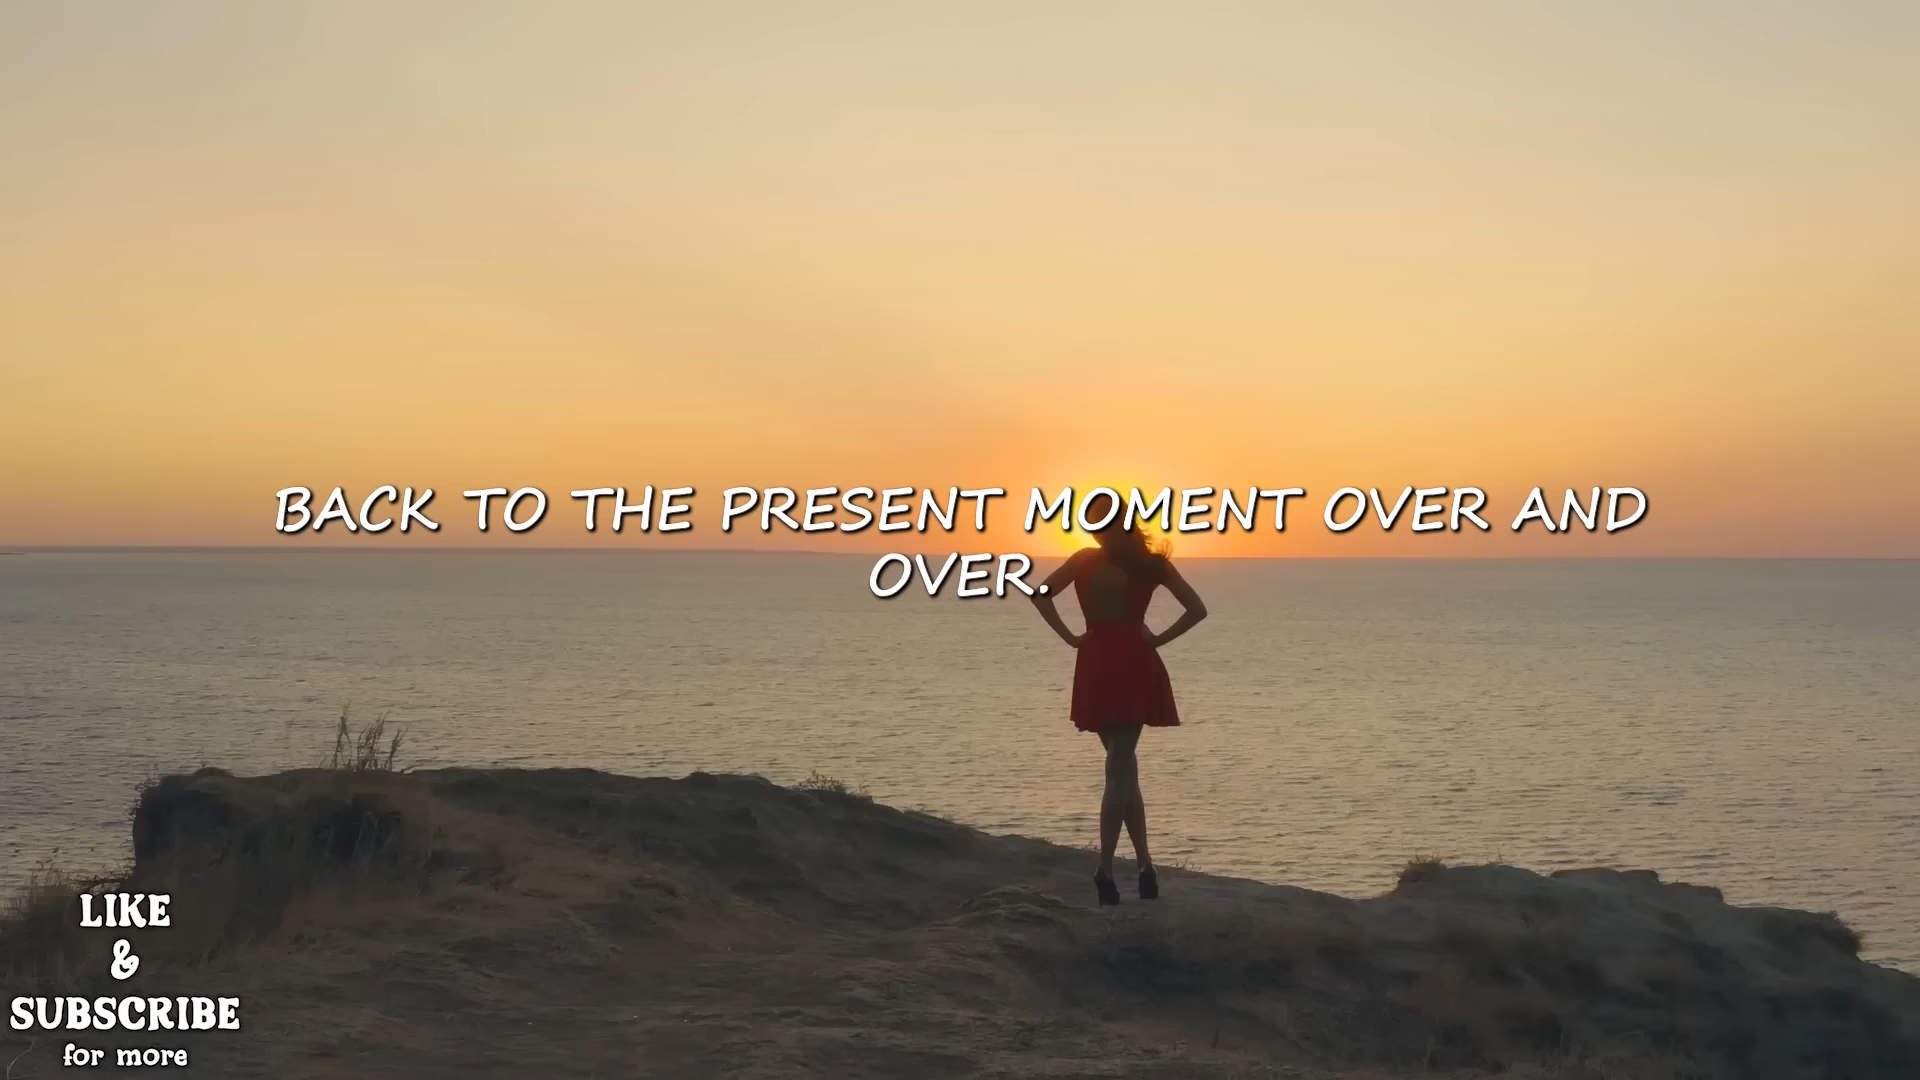 BACK TO THE PRESENT MOMENT OVER AND
OVER.
LIKE
&
SUBSCRIBE
for more